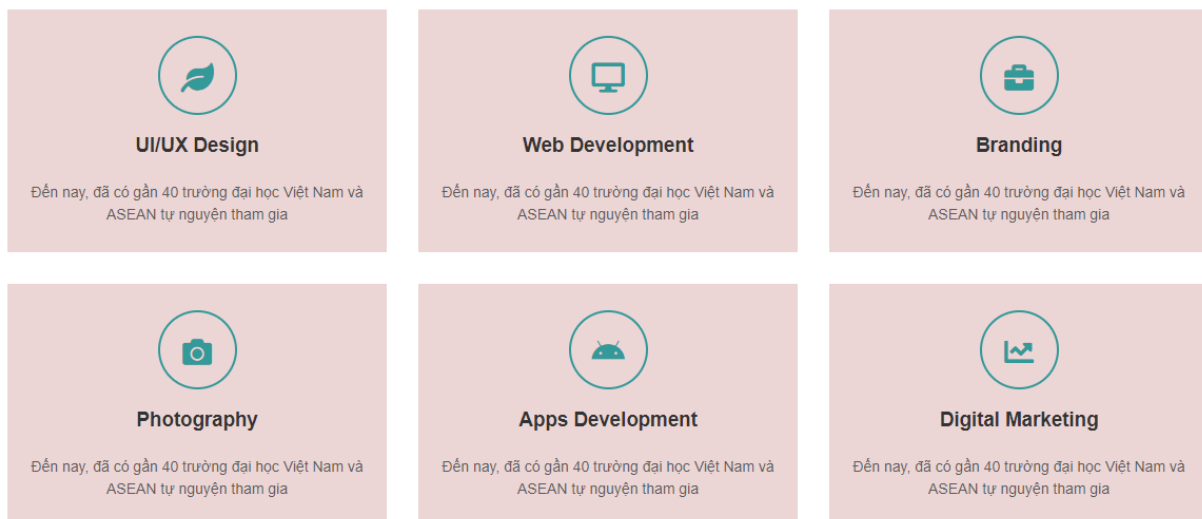 UI/UX Design
Đến nay, đã có gần 40 trường đại học Việt Nam và
ASEAN tự nguyện tham gia
Web Development
Đến nay, đã có gần 40 trường đại học Việt Nam và
ASEAN tự nguyện tham gia
Branding
Đến nay, đã có gần 40 trường đại học Việt Nam và
ASEAN tự nguyện tham gia
Photography
Đến nay, đã có gần 40 trường đại học Việt Nam và
ASEAN tự nguyện tham gia
Apps Development
Đến nay, đã có gần 40 trường đại học Việt Nam và
ASEAN tự nguyện tham gia
Digital Marketing
Đến nay, đã có gần 40 trường đại học Việt Nam và
ASEAN tự nguyện tham gia